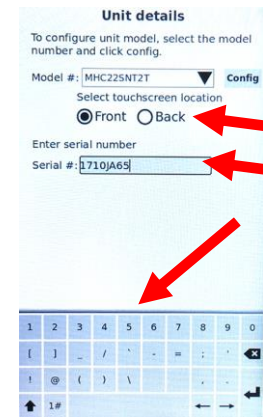 Unit details
To configure unit model, select the model
number and click config.
Model #: MHC22SNT2T Config
Select touchscreen location
Front Back
Enter serial number
Serial #: 1710JA65
1 2 3 4 5 6 7 8 9 0
[ ] _ / ` - = ; '
! @ ( ) \ , .
1#